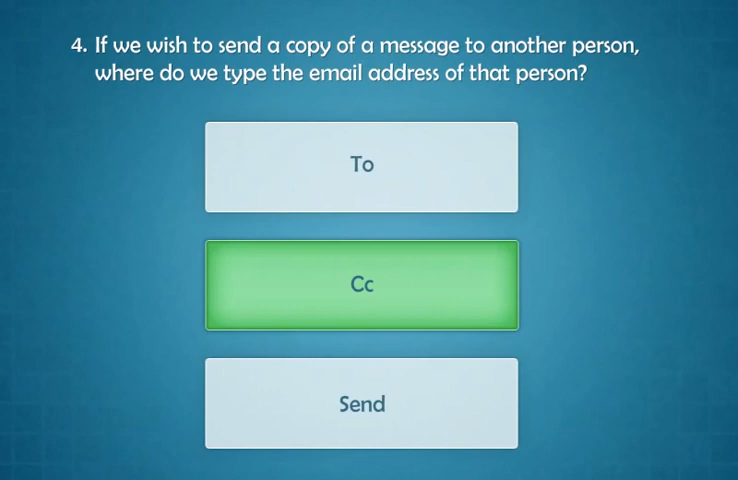 4. If we wish to send a copy of a message to another person,
where do we type the email address of that person?
To
Cc
Send